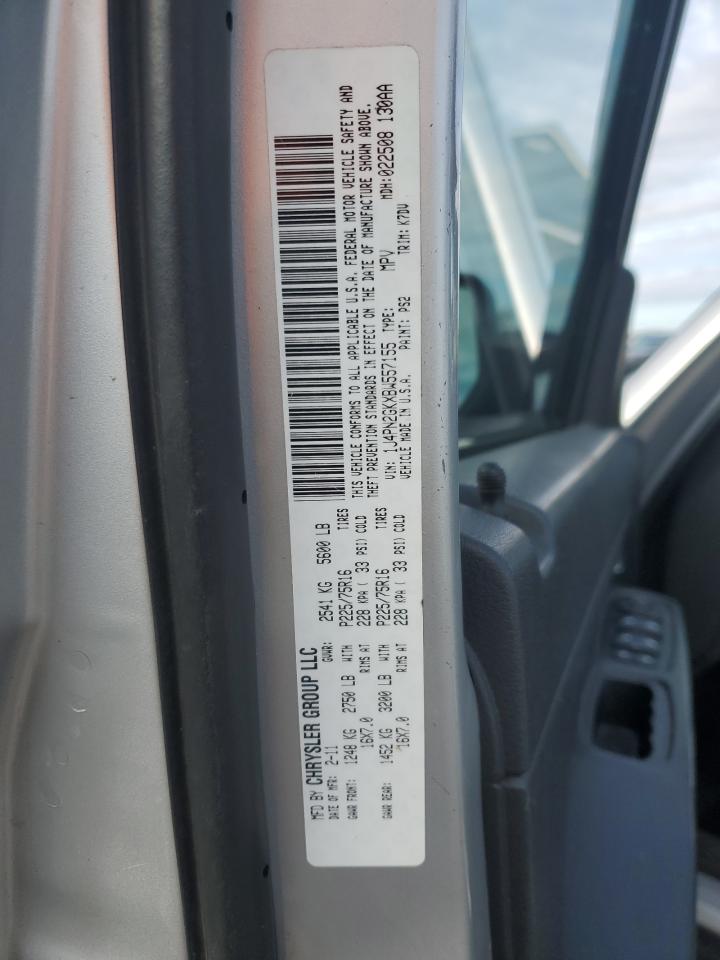 MFD BY CHRYSLER GROUP LLC
DATE OF MFR: 2-11 GVWR: 2541 KG 5600 LB
GAWR FRONT: 1248 KG 2750 LB WITH P225/75R16 TIRES
16X7.0 RIMS AT 228 KPA ( 33 PSI) COLD
GAWR REAR: 1452 KG 3200 LB WITH P225/75R16 TIRES
16X7.0 RIMS AT 228 KPA ( 33 PSI) COLD
THIS VEHICLE CONFORMS TO ALL APPLICABLE U.S.A. FEDERAL MOTOR VEHICLE SAFETY AND
THEFT PREVENTION STANDARDS IN EFFECT ON THE DATE OF MANUFACTURE SHOWN ABOVE.
VIN: 1J4PN2GKXBW557155 TYPE: MPV MDH: 022508 130AA
VEHICLE MADE IN U.S.A. PAINT: PS2 TRIM: K7DV